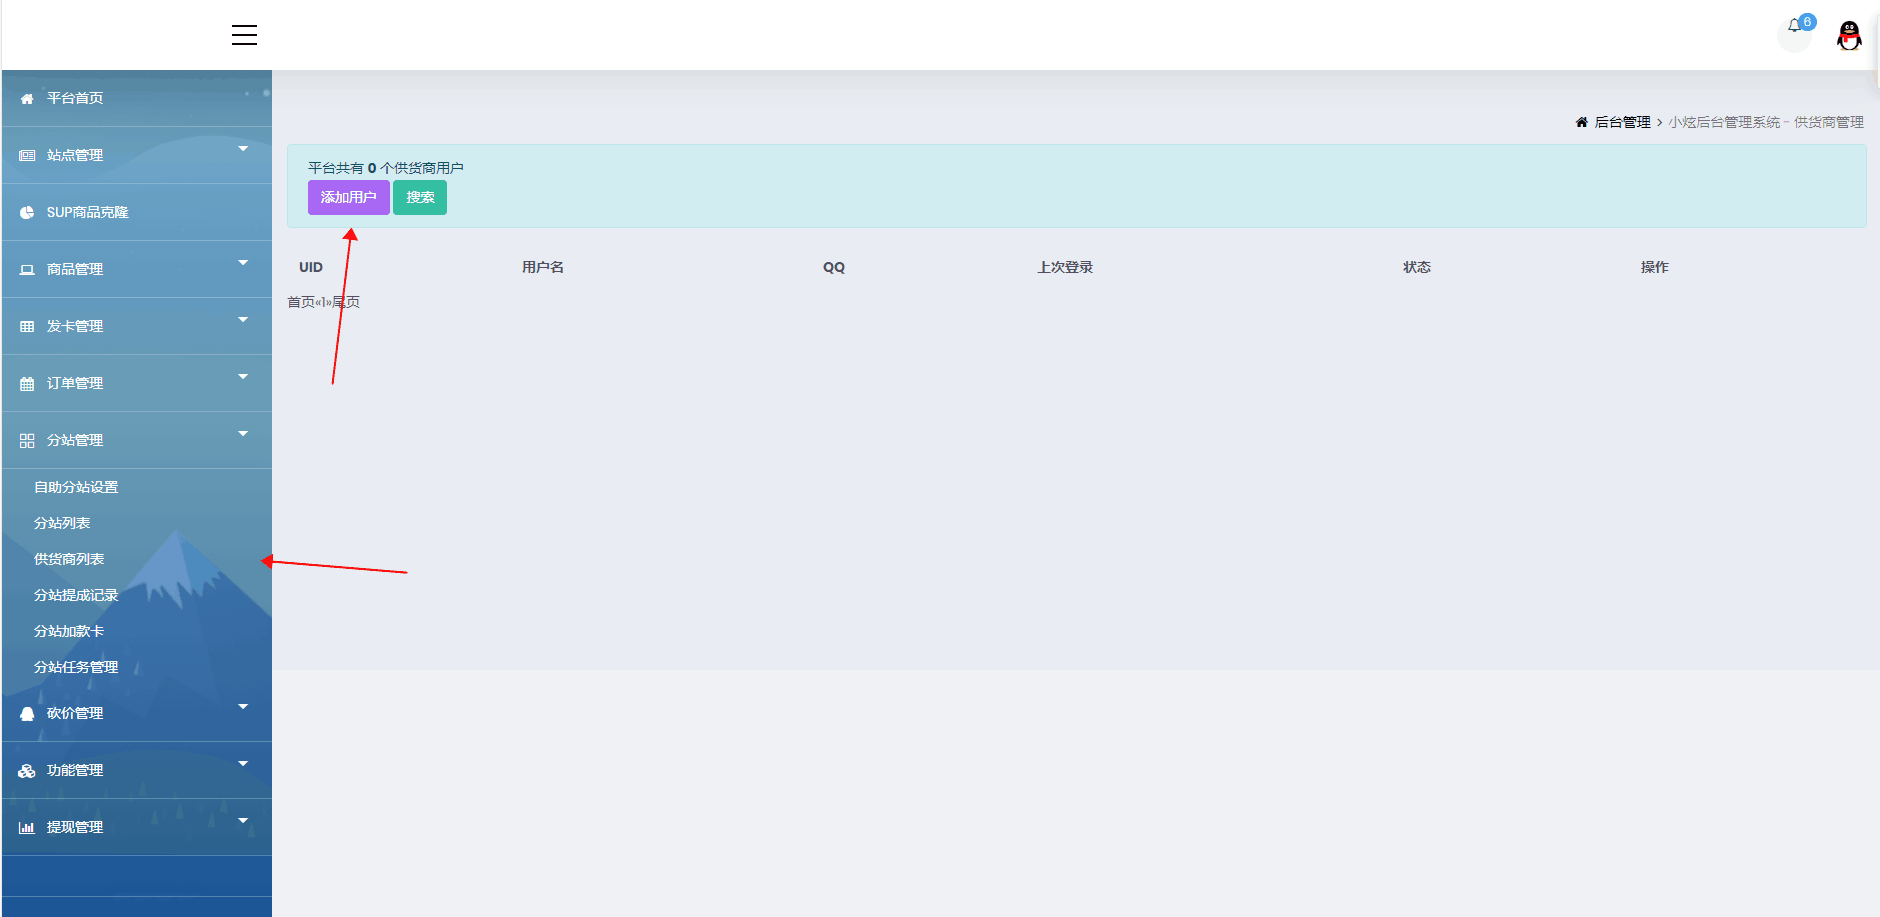 6
平台首页
站点管理
SUP商品克隆
商品管理
发卡管理
订单管理
分站管理
自助分站设置
分站列表
供货商列表
分站提成记录
分站加款卡
分站任务管理
砍价管理
功能管理
提现管理
后台管理 > 小炫后台管理系统 - 供货商管理
平台共有 0 个供货商用户
添加用户 搜索
UID 用户名 QQ 上次登录 状态 操作
首页«1»尾页